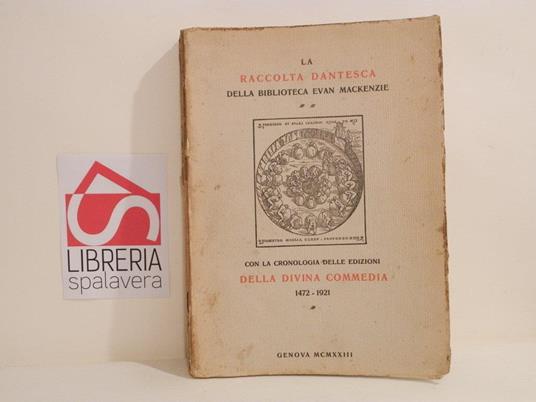 LA
RACCOLTA DANTESCA
DELLA BIBLIOTECA EVAN MACKENZIE
CON LA CRONOLOGIA DELLE EDIZIONI
DELLA DIVINA COMMEDIA
1472-1921
GENOVA MCMXXIII
LIBRERIA
spalavera